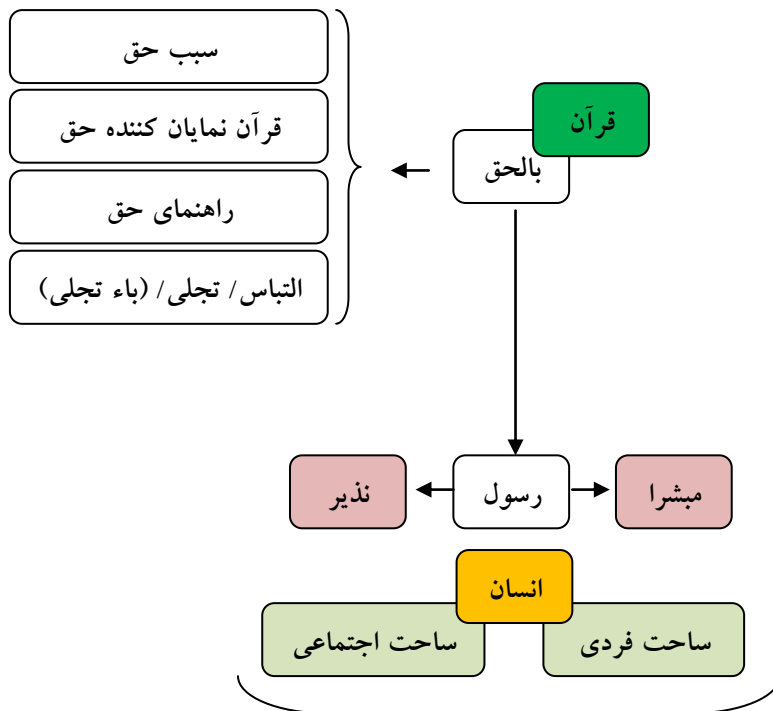 قرآن
بالحق
سبب حق
قرآن نمایان کننده حق
راهنمای حق
التباس/ تجلی/ (باء تجلی)
مبشرا
رسول
نذیر
انسان
ساحت فردی
ساحت اجتماعی